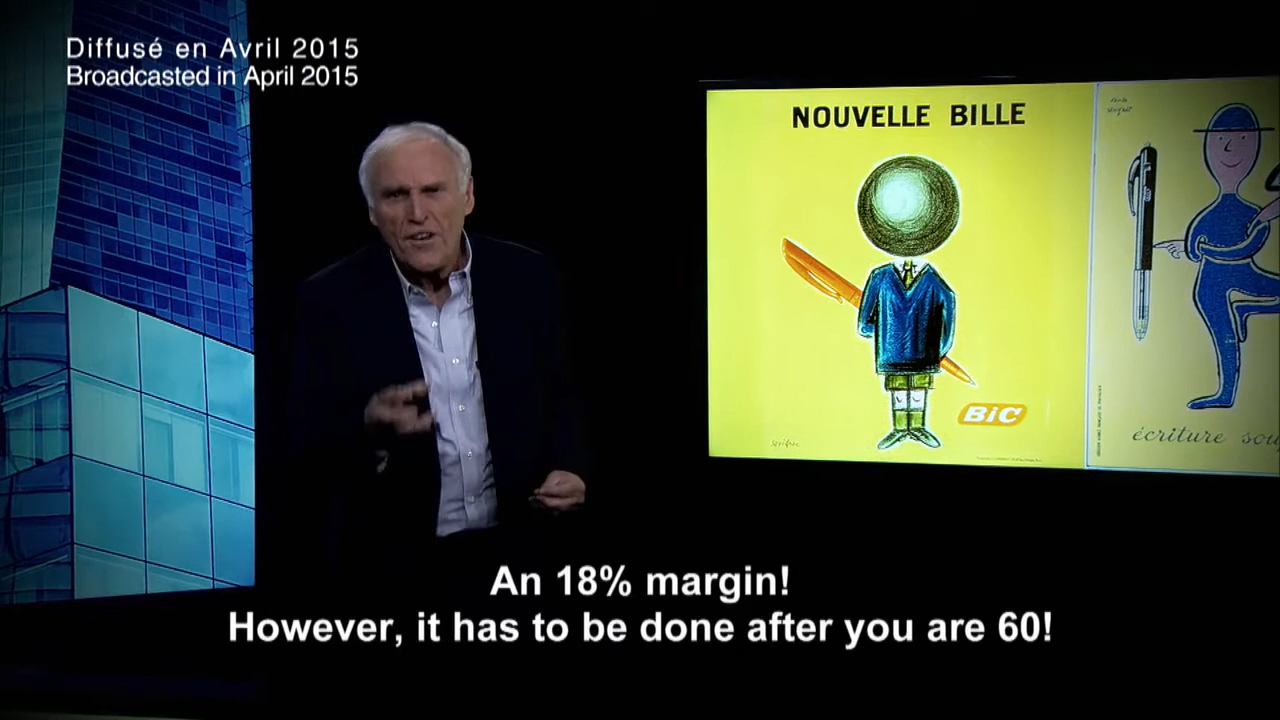 Diffusé en Avril 2015
Broadcasted in April 2015
NOUVELLE BILLE
BiC
écriture sou
An 18% margin!
However, it has to be done after you are 60!